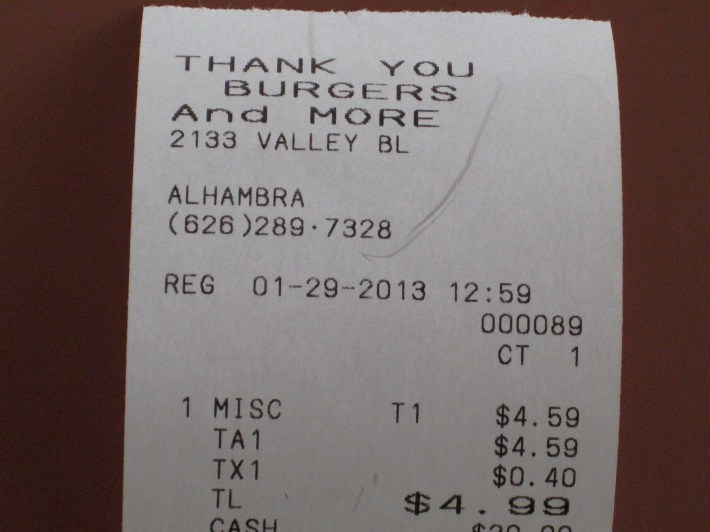 THANK YOU
BURGERS
And MORE
2133 VALLEY BL
ALHAMBRA
(626)289·7328
REG 01-29-2013 12:59
000089
CT 1
1 MISC T1 $4.59
TA1 $4.59
TX1 $0.40
TL $4.99
CASH